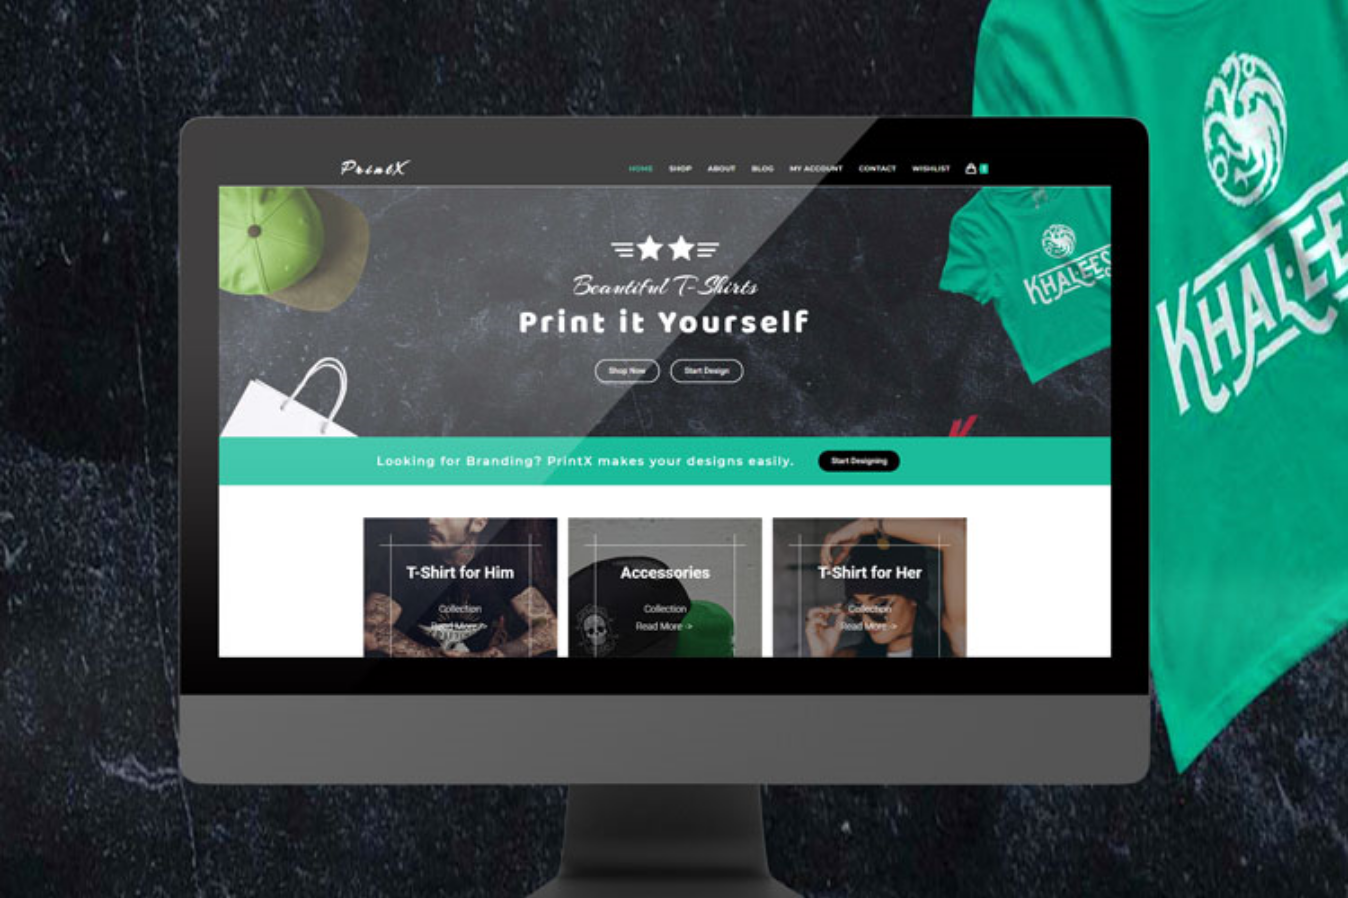 PrintX
HOME SHOP ABOUT BLOG MY ACCOUNT CONTACT WISHLIST
Beautiful T-Shirts
Print it Yourself
Shop Now Start Design
KHALEES
KHALEE
Looking for Branding? PrintX makes your designs easily. Start Designing
T-Shirt for Him
Collection
Read More ->
Accessories
Collection
Read More ->
T-Shirt for Her
Collection
Read More ->